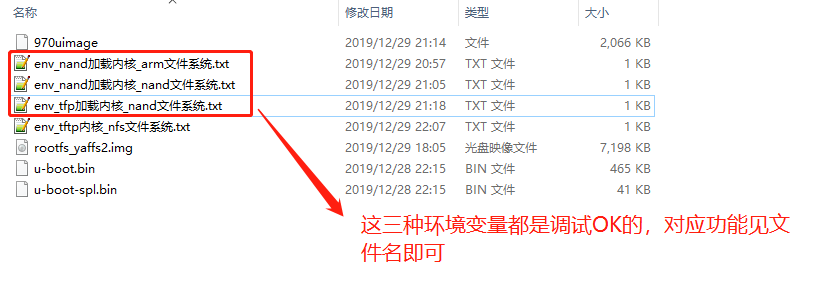 名称 修改日期 类型 大小
970uimage 2019/12/29 21:14 文件 2,066 KB
env_nand加载内核_arm文件系统.txt 2019/12/29 20:57 TXT 文件 1 KB
env_nand加载内核_nand文件系统.txt 2019/12/29 21:05 TXT 文件 1 KB
env_tfp加载内核_nand文件系统.txt 2019/12/29 21:18 TXT 文件 1 KB
env_tftp内核_nfs文件系统.txt 2019/12/29 22:07 TXT 文件 1 KB
rootfs_yaffs2.img 2019/12/29 18:05 光盘映像文件 7,198 KB
u-boot.bin 2019/12/28 22:15 BIN 文件 465 KB
u-boot-spl.bin 2019/12/28 22:15 BIN 文件 41 KB
这三种环境变量都是调试OK的，对应功能见文
件名即可